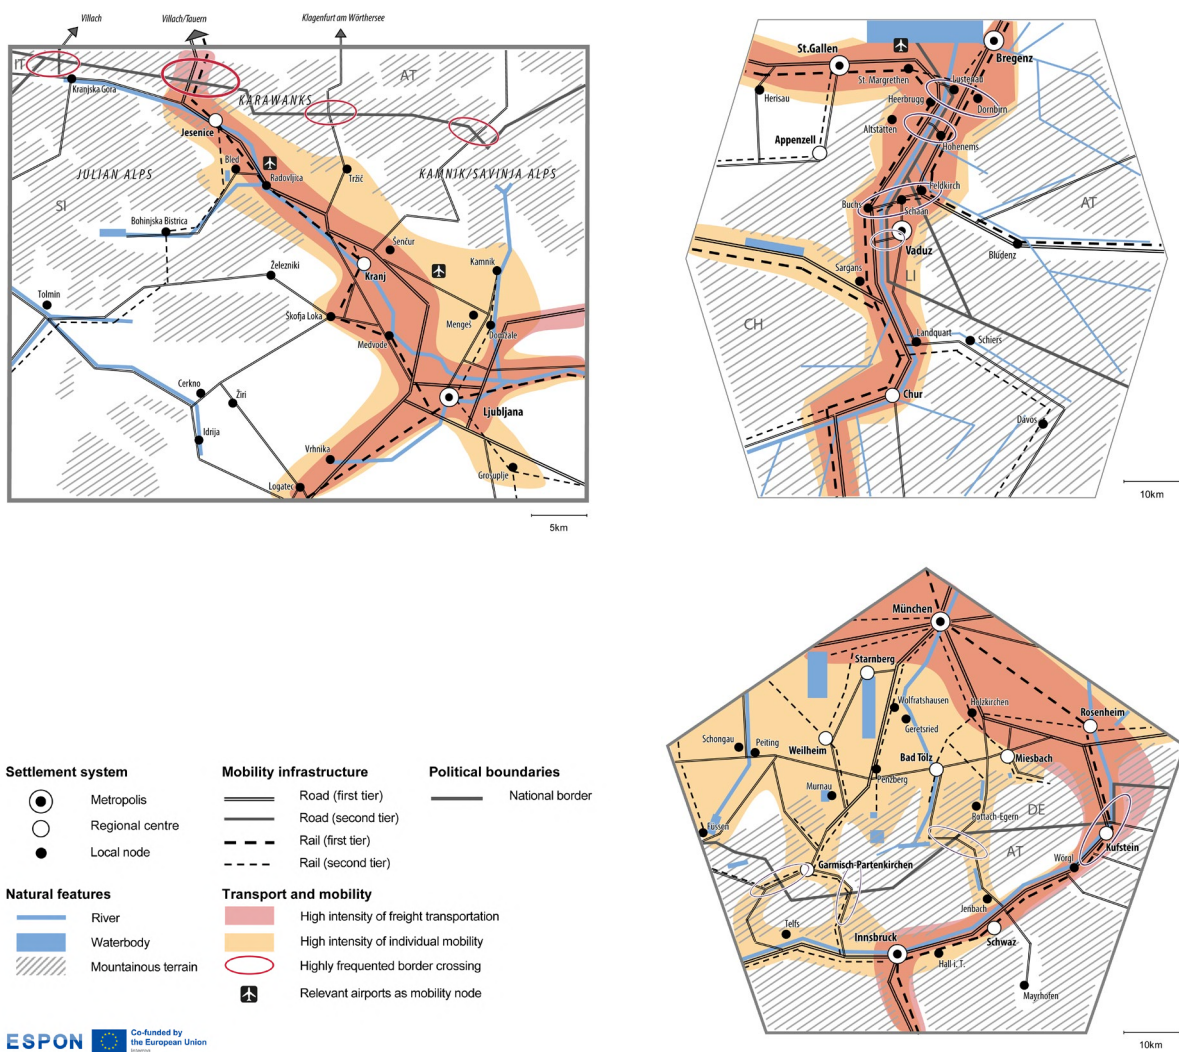 Villach
Villach/Tauern
Klagenfurt am Wörthersee
IT
AT
Kranjska Gora
KARAWANKS
Jesenice
Bled
Radovljica
Tržič
JULIAN ALPS
KAMNIK/SAVINJA ALPS
SI
Bohinjska Bistrica
Šenčur
Kamnik
Železniki
Kranj
Tolmin
Škofja Loka
Mengeš
Domžale
Medvode
Cerkno
Žiri
Ljubljana
Idrija
Vrhnika
Grosuplje
Logatec
5km
St.Gallen
Bregenz
St. Margrethen
Lustenau
Herisau
Heerbrugg
Dornbirn
Altstätten
Appenzell
Hohenems
Feldkirch
AT
Buchs
Schaan
Vaduz
Bludenz
Sargans
LI
CH
Landquart
Schiers
Chur
Davos
10km
München
Starnberg
Wolfratshausen
Holzkirchen
Geretsried
Rosenheim
Schongau
Peiting
Weilheim
Bad Tölz
Miesbach
Penzberg
Murnau
Rottach-Egern
DE
Füssen
Kufstein
AT
Wörgl
Garmisch-Partenkirchen
Jenbach
Telfs
Innsbruck
Schwaz
Hall i. T.
Mayrhofen
10km
Settlement system
Metropolis
Regional centre
Local node
Mobility infrastructure
Road (first tier)
Road (second tier)
Rail (first tier)
Rail (second tier)
Political boundaries
National border
Natural features
River
Waterbody
Mountainous terrain
Transport and mobility
High intensity of freight transportation
High intensity of individual mobility
Highly frequented border crossing
Relevant airports as mobility node
ESPON
Co-funded by
the European Union
Interreg